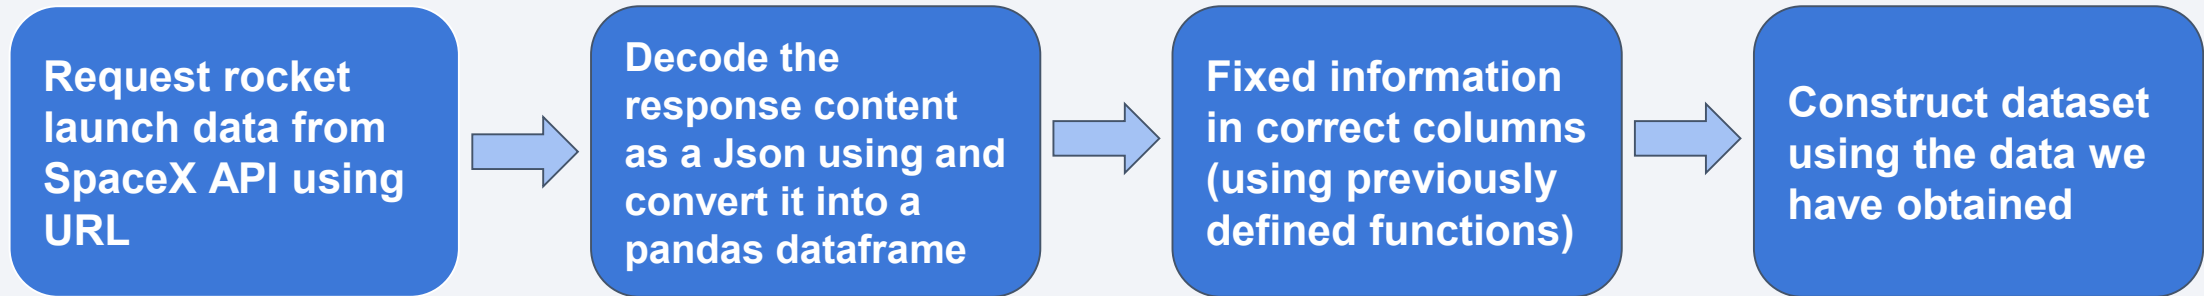 Request rocket
launch data from
SpaceX API using
URL
Decode the
response content
as a Json using and
convert it into a
pandas dataframe
Fixed information
in correct columns
(using previously
defined functions)
Construct dataset
using the data we
have obtained